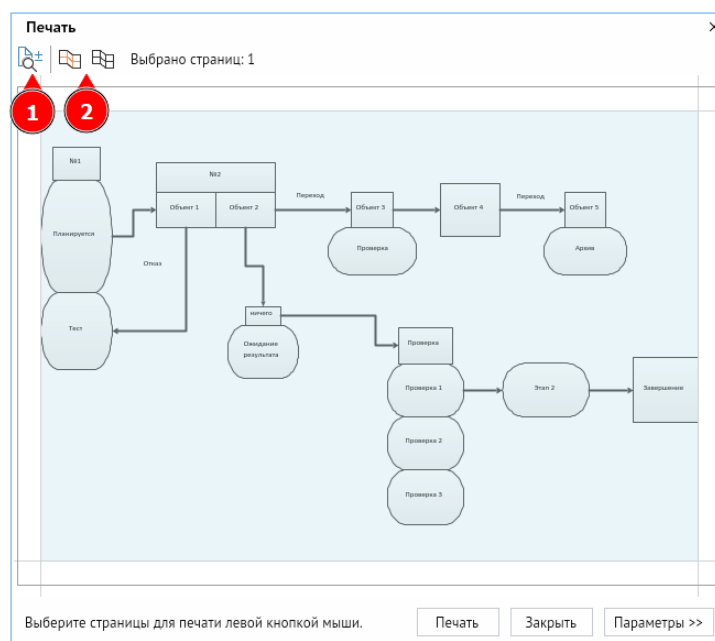 Печать
Выбрано страниц: 1
1
2
№1
№2
Планируется
Объект 1
Объект 2
Переход
Объект 3
Объект 4
Переход
Объект 5
Проверка
Архив
Отказ
Тест
ничего
Ожидание
результата
Проверка
Проверка 1
Этап 2
Завершение
Проверка 2
Проверка 3
Выберите страницы для печати левой кнопкой мыши.
Печать
Закрыть
Параметры >>